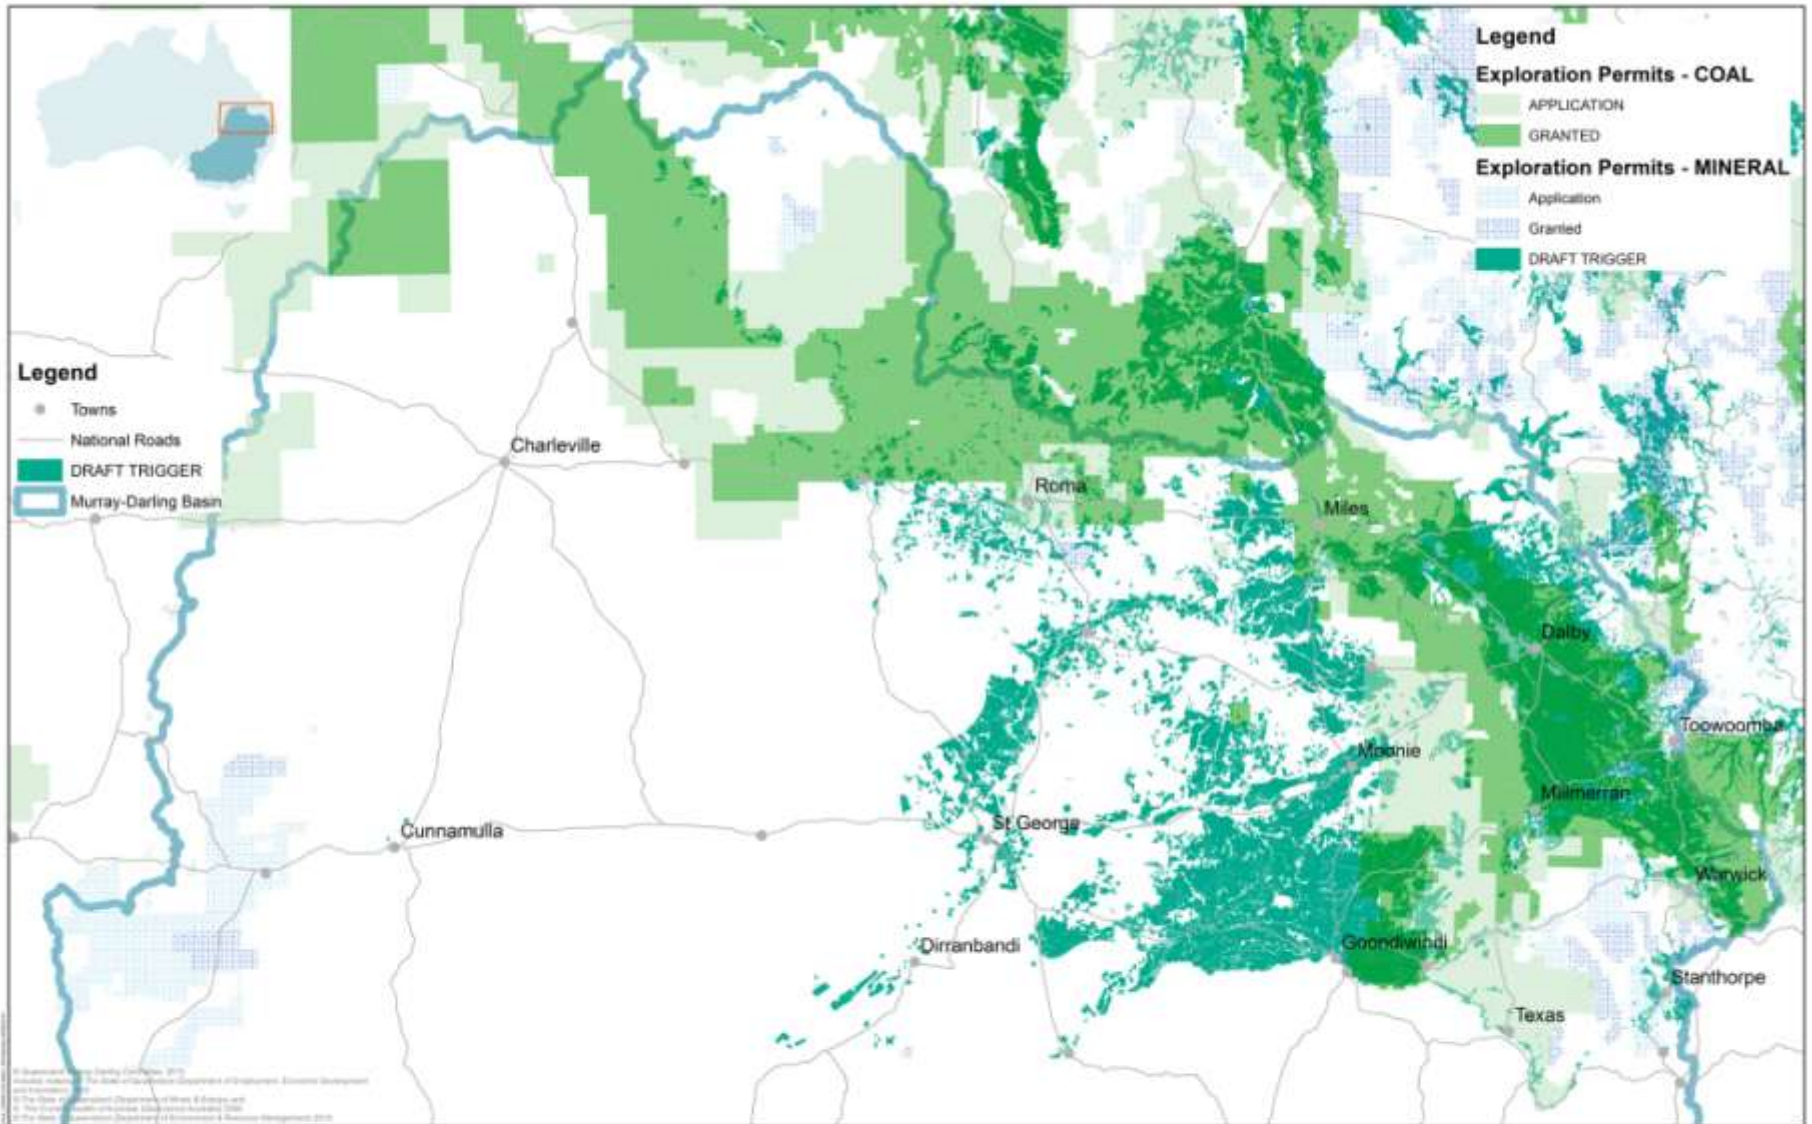 Legend
Exploration Permits - COAL
APPLICATION
GRANTED
Exploration Permits - MINERAL
Application
Granted
DRAFT TRIGGER
Legend
Towns
National Roads
DRAFT TRIGGER
Murray-Darling Basin
Charleville
Roma
Miles
Dalby
Toowoomba
Moonie
Millmerran
Cunnamulla
St George
Warwick
Dirranbandi
Goondiwindi
Stanthorpe
Texas